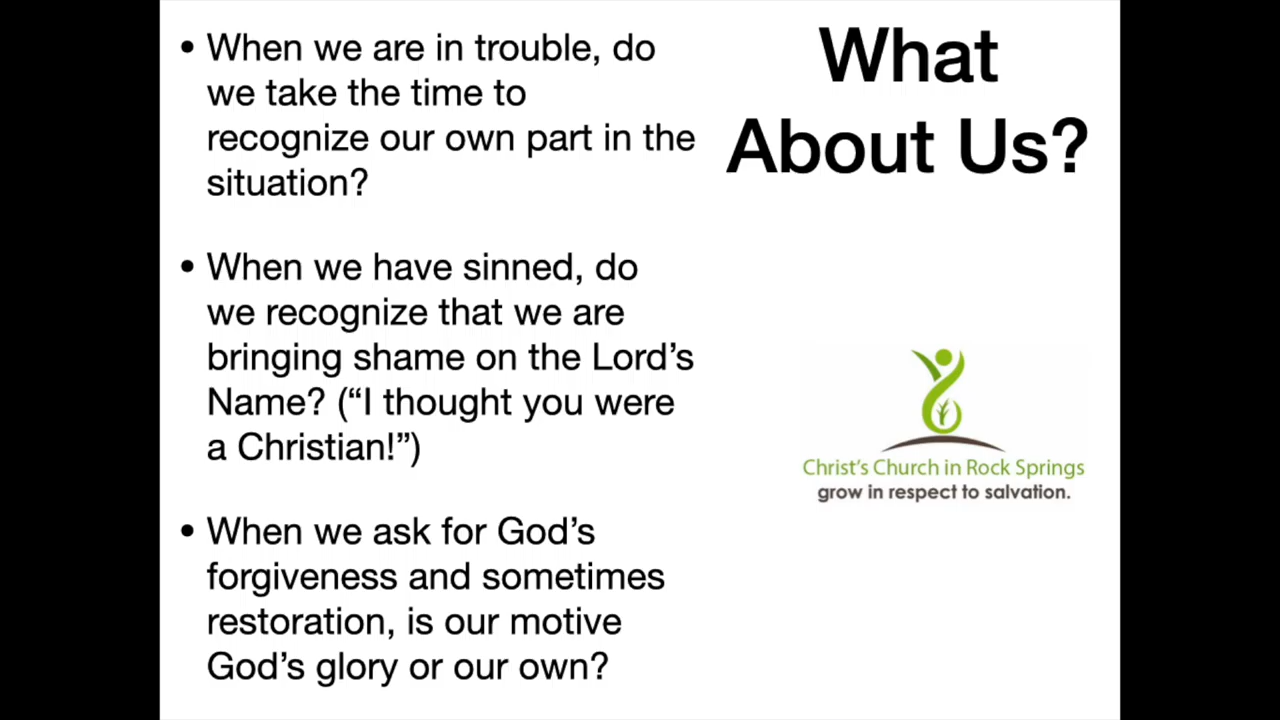 • When we are in trouble, do
we take the time to
recognize our own part in the
situation?
• When we have sinned, do
we recognize that we are
bringing shame on the Lord’s
Name? (“I thought you were
a Christian!”)
• When we ask for God’s
forgiveness and sometimes
restoration, is our motive
God’s glory or our own?
What
About Us?
Christ’s Church in Rock Springs
grow in respect to salvation.